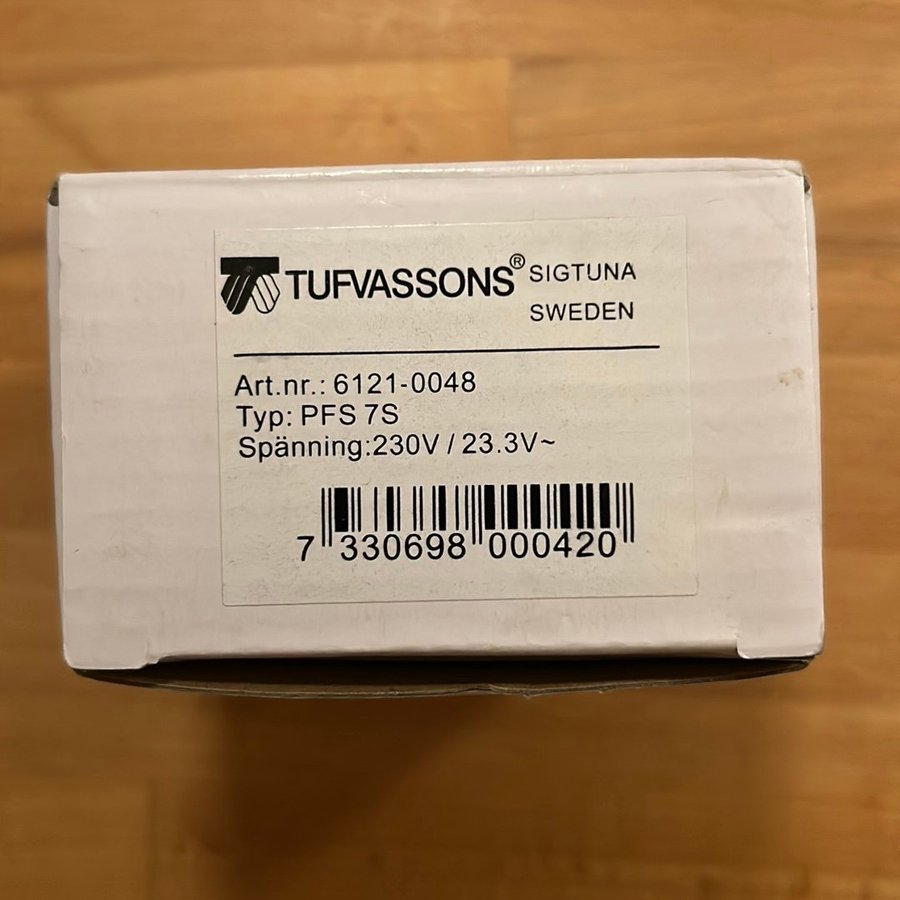 TUFVASSONS® SIGTUNA
SWEDEN
Art.nr.: 6121-0048
Typ: PFS 7S
Spänning:230V / 23.3V~
7 330698 000420